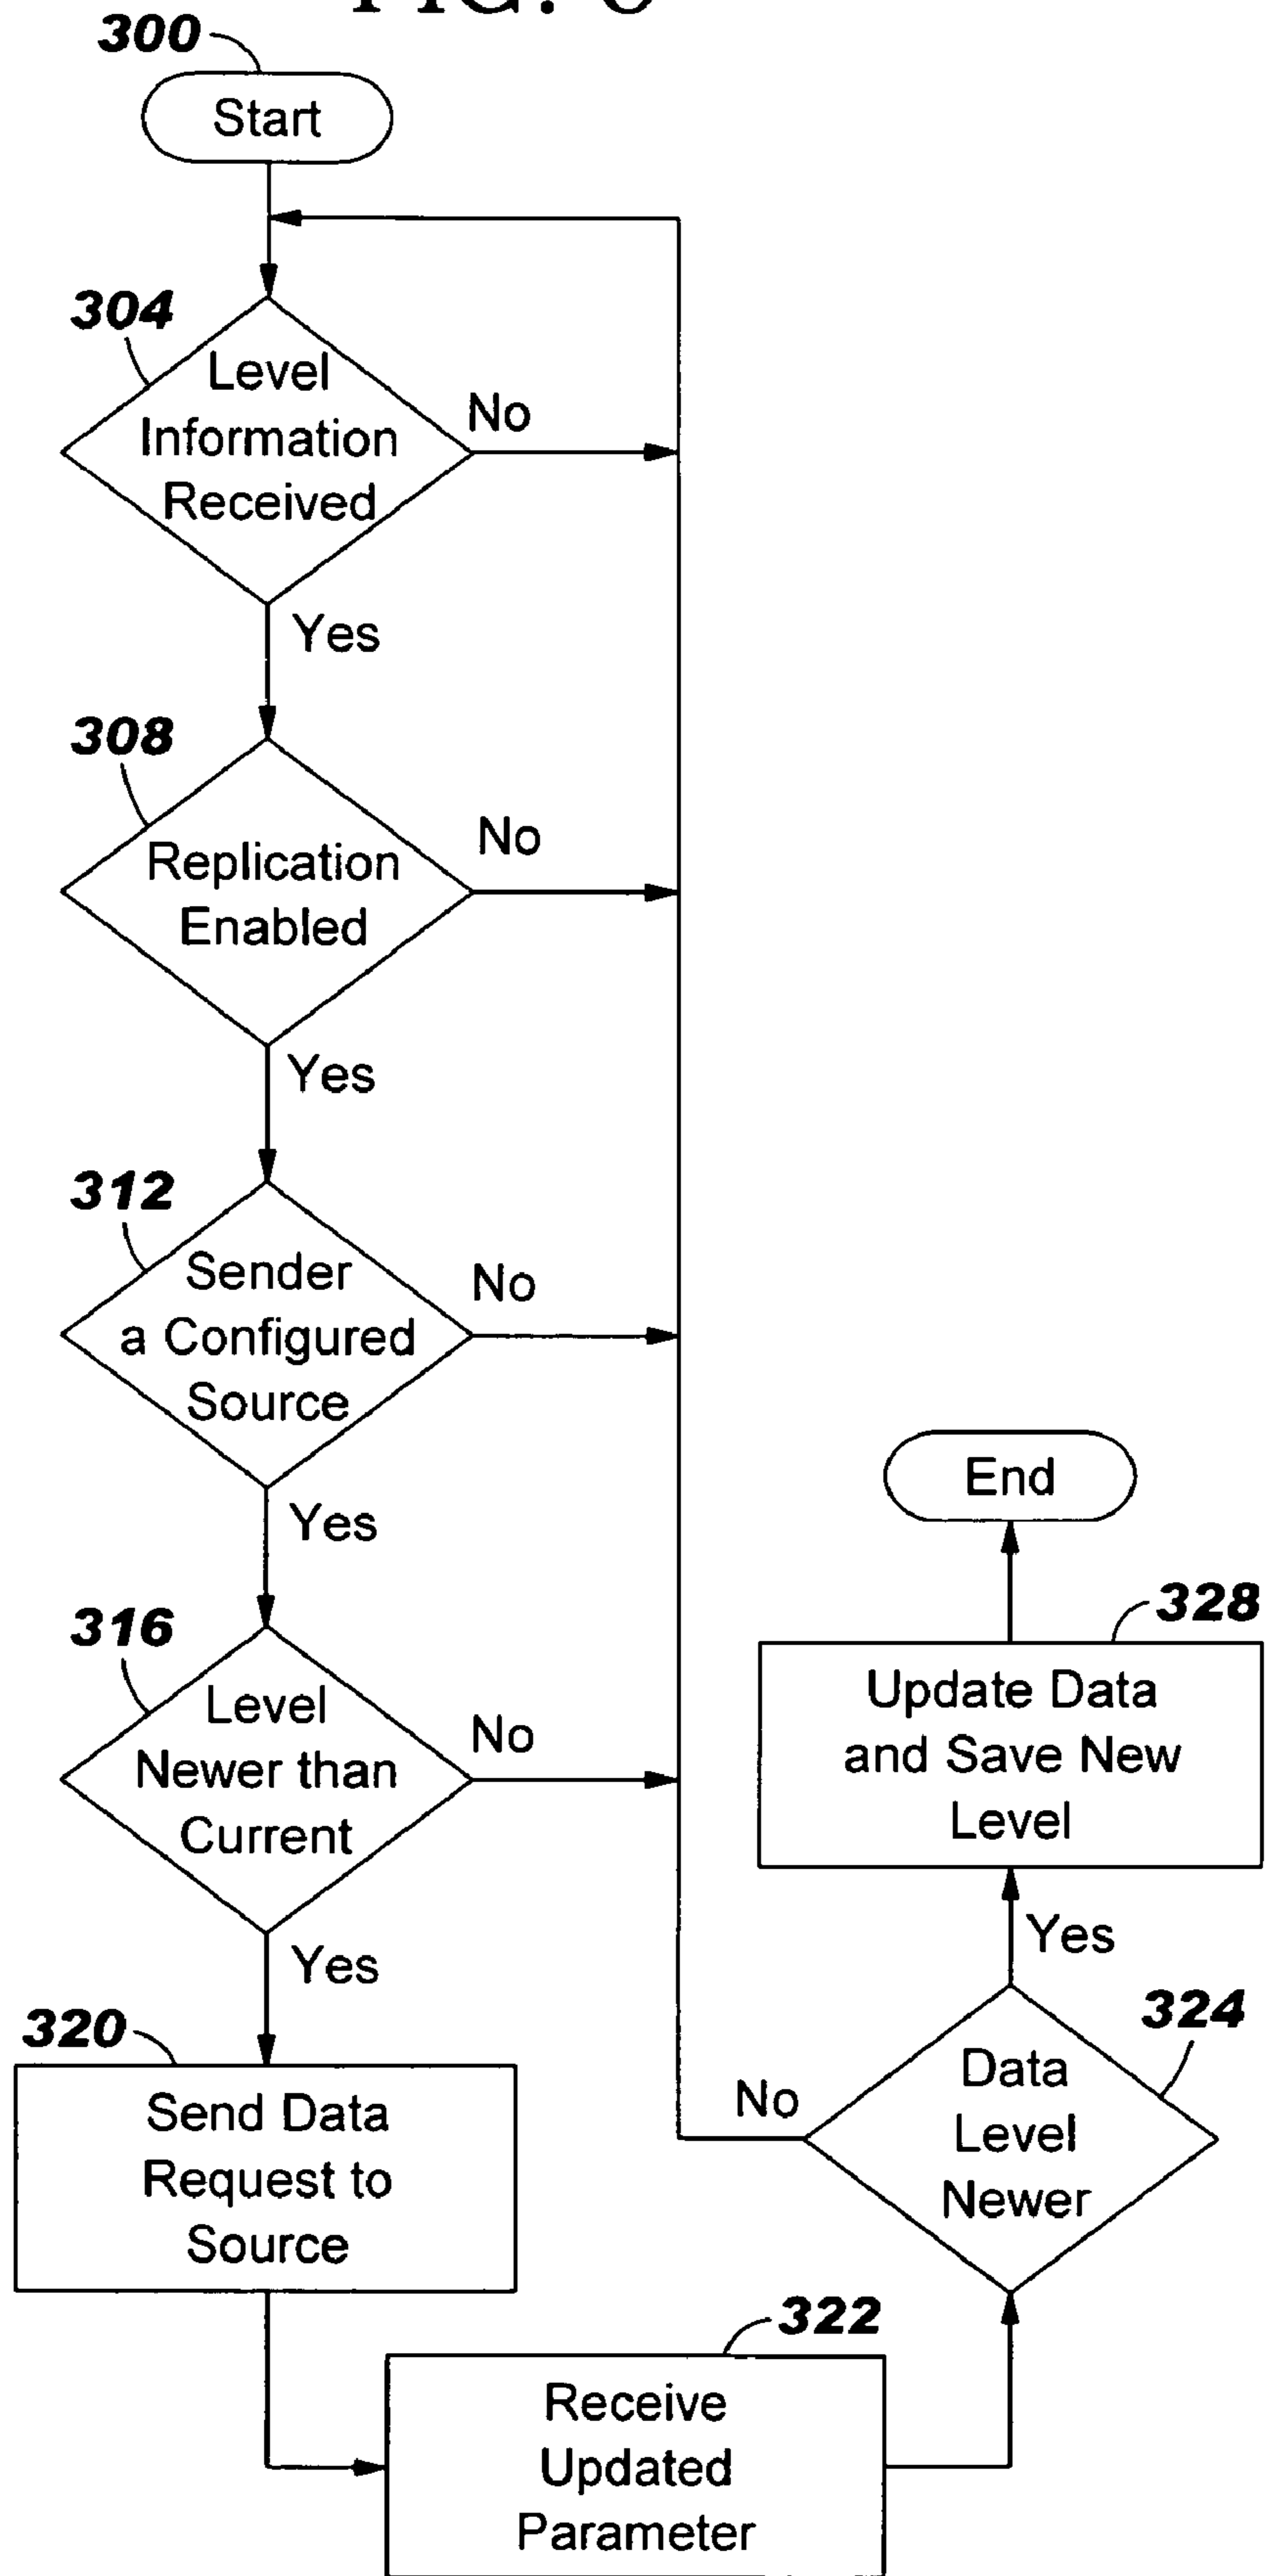 300
Start
304
Level
Information
Received
No
Yes
308
Replication
Enabled
No
Yes
312
Sender
a Configured
Source
No
Yes
316
Level
Newer than
Current
No
Yes
320
Send Data
Request to
Source
322
Receive
Updated
Parameter
324
Data
Level
Newer
No
Yes
328
Update Data
and Save New
Level
End